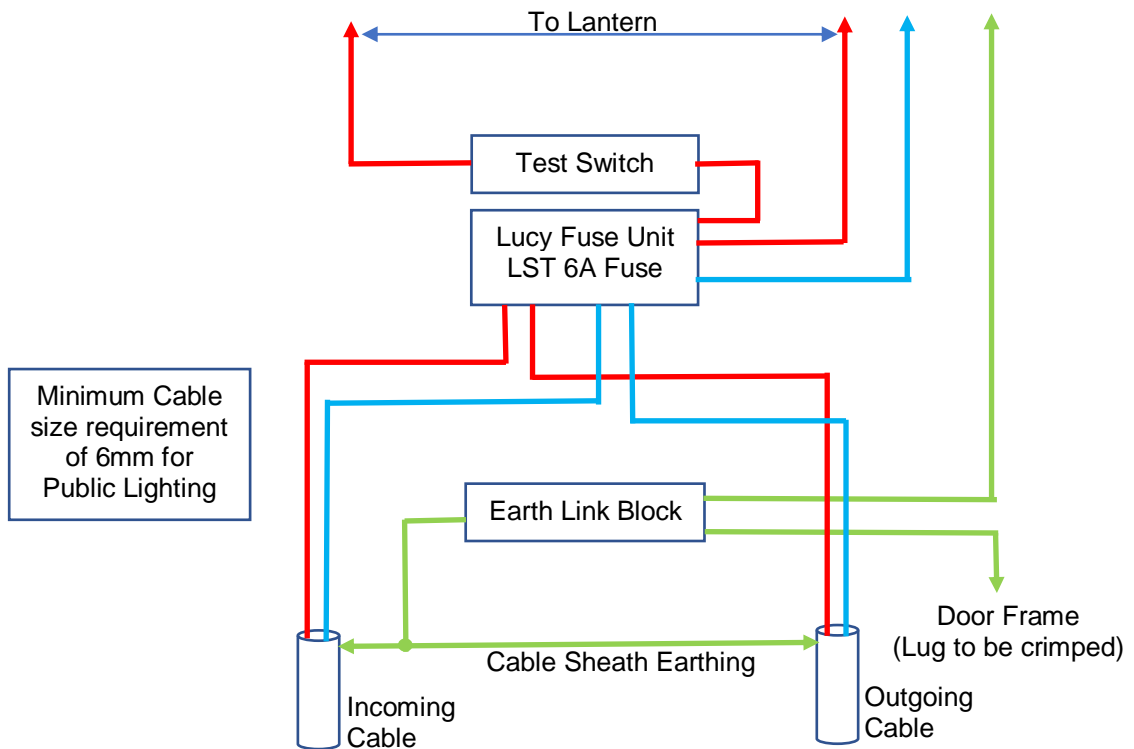 To Lantern
Test Switch
Lucy Fuse Unit
LST 6A Fuse
Minimum Cable
size requirement
of 6mm for
Public Lighting
Earth Link Block
Door Frame
(Lug to be crimped)
Cable Sheath Earthing
Incoming
Cable
Outgoing
Cable